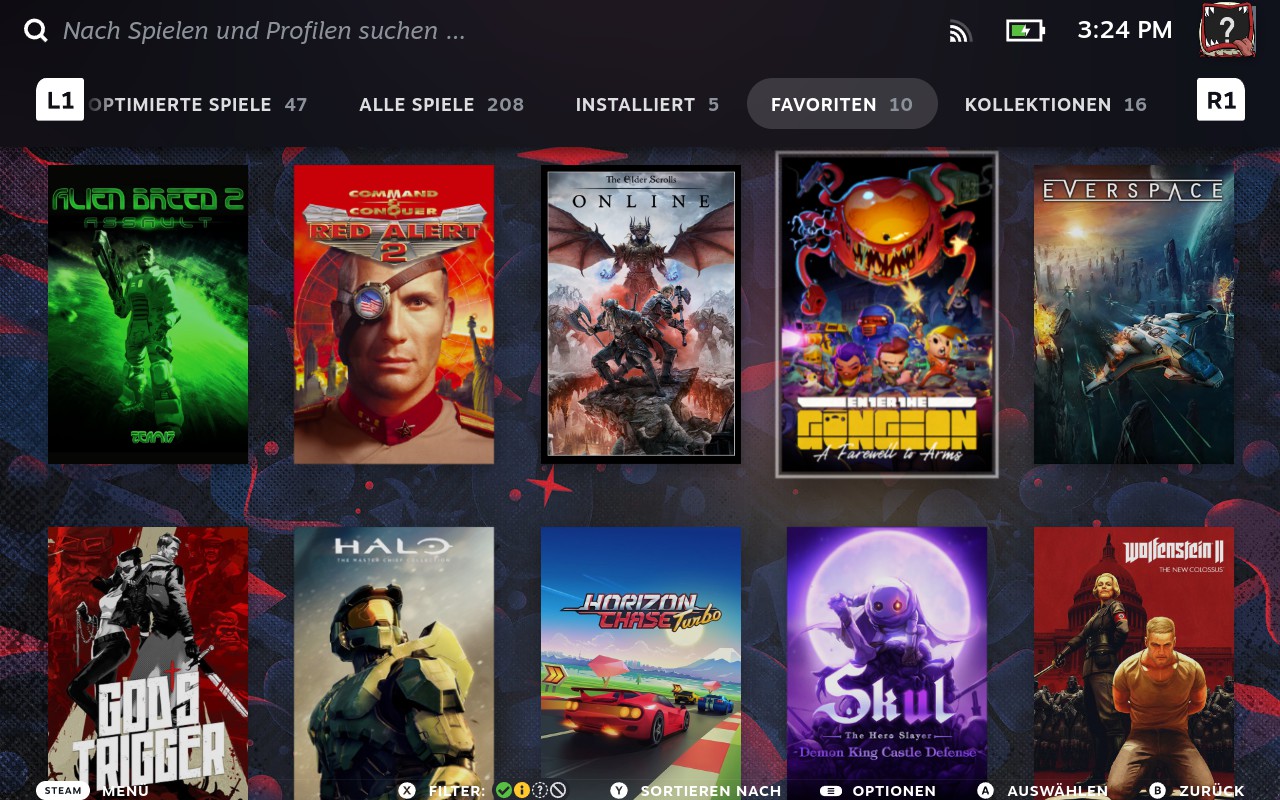 Nach Spielen und Profilen suchen ...
3:24 PM
?
L1
OPTIMIERTE SPIELE 47
ALLE SPIELE 208
INSTALLIERT 5
FAVORITEN 10
KOLLEKTIONEN 16
R1
ALIEN BREED 2
ASSAULT
TEAM17
COMMAND
&
CONQUER
RED ALERT
2
The Elder Scrolls
ONLINE
ENTER THE
GUNGEON
A Farewell to Arms
EVERSPACE
GODS
TRIGGER
HALO
THE MASTER CHIEF COLLECTION
HORIZON
CHASE Turbo
Skul
The Hero Slayer
Demon King Castle Defense
Wolfenstein II
THE NEW COLOSSUS
STEAM MENÜ
X FILTER:
Y SORTIEREN NACH
OPTIONEN
A AUSWÄHLEN
B ZURÜCK